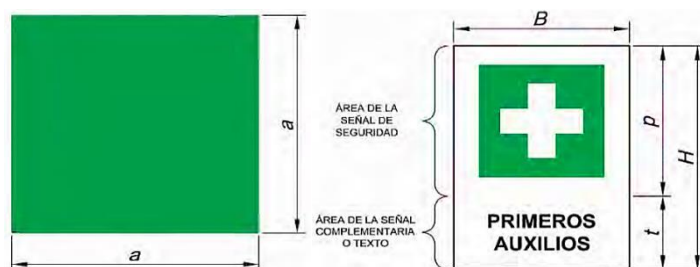 a
a
B
ÁREA DE LA
SEÑAL DE
SEGURIDAD
p
H
ÁREA DE LA SEÑAL
COMPLEMENTARIA
O TEXTO
PRIMEROS
AUXILIOS
t